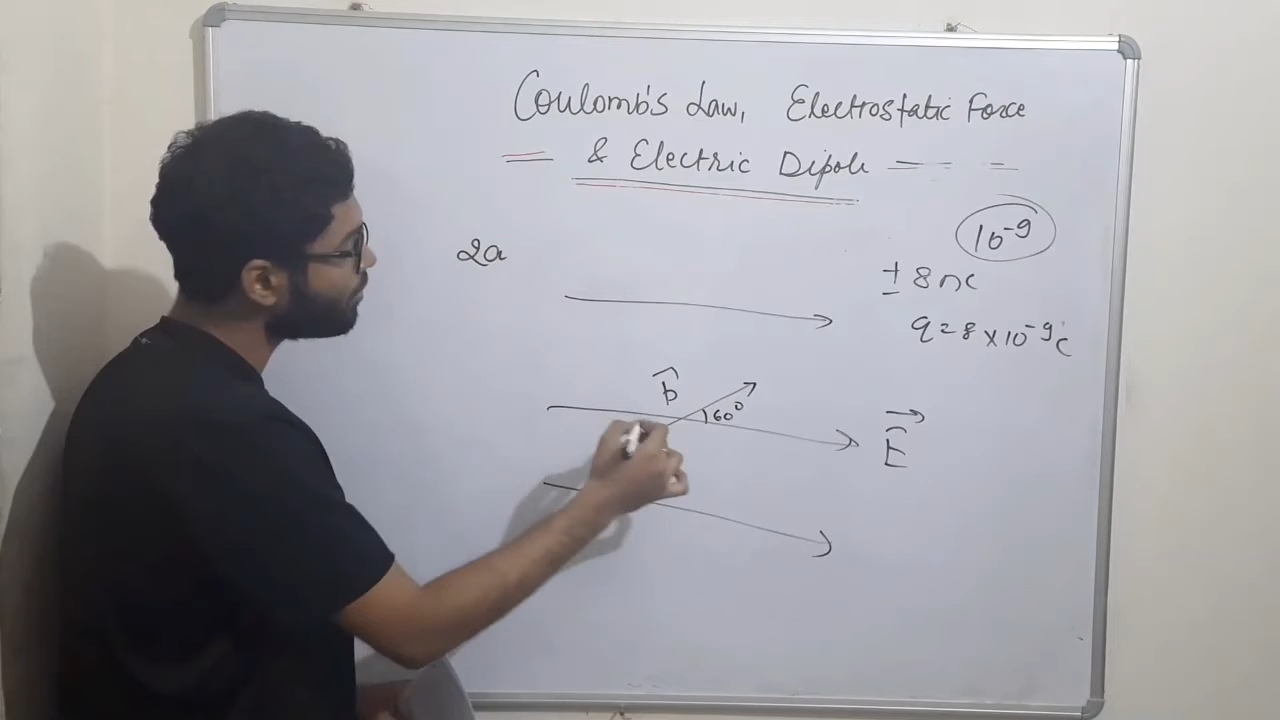 Coulomb's Law, Electrostatic Force
& Electric Dipole
10⁻⁹
2a
± 8 nc
q = 8 × 10⁻⁹ C
p⃗
60°
E⃗